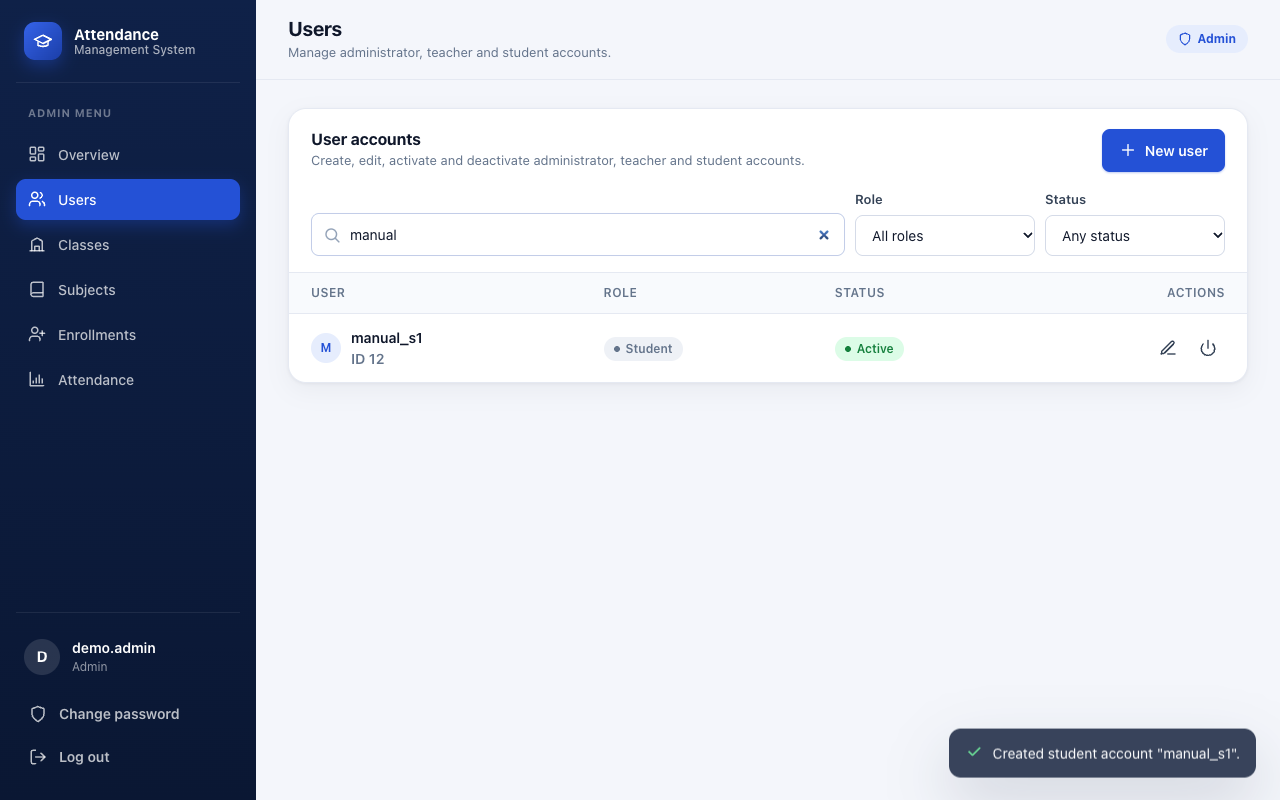 Attendance
Management System
ADMIN MENU
Overview
Users
Classes
Subjects
Enrollments
Attendance
D
demo.admin
Admin
Change password
Log out
Users
Manage administrator, teacher and student accounts.
Admin
User accounts
Create, edit, activate and deactivate administrator, teacher and student accounts.
New user
Role
Status
manual
All roles
Any status
USER
ROLE
STATUS
ACTIONS
M
manual_s1
ID 12
Student
Active
Created student account "manual_s1".